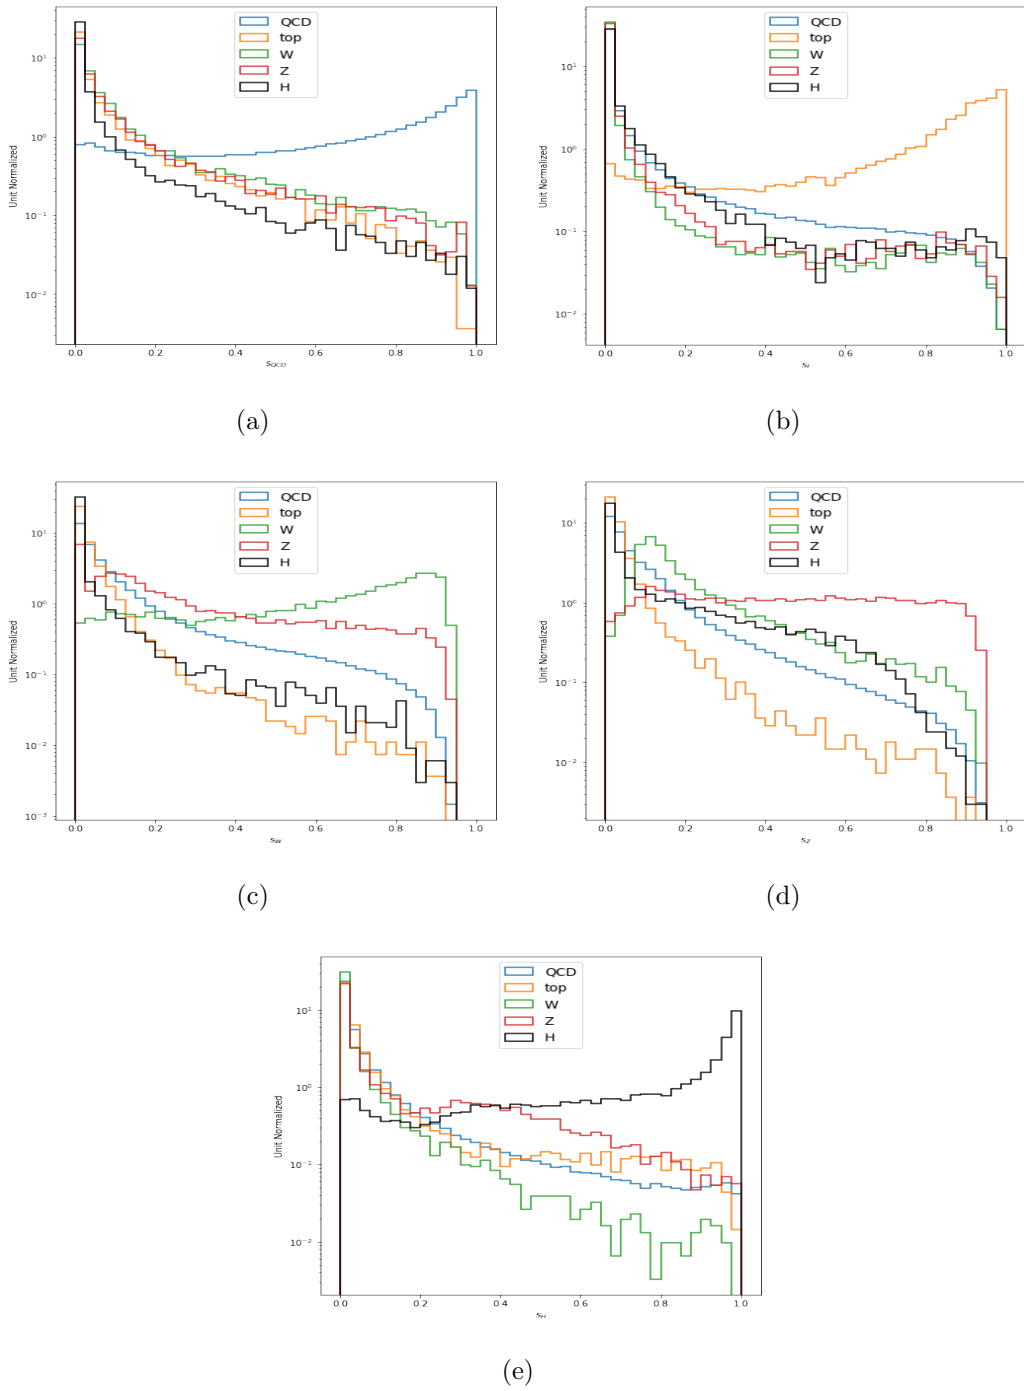 QCD
top
W
Z
H
Unit Normalized
10¹
10⁰
10⁻¹
10⁻²
0.0 0.2 0.4 0.6 0.8 1.0
s_QCD
(a)
QCD
top
W
Z
H
Unit Normalized
10¹
10⁰
10⁻¹
10⁻²
0.0 0.2 0.4 0.6 0.8 1.0
s_t
(b)
QCD
top
W
Z
H
Unit Normalized
10¹
10⁰
10⁻¹
10⁻²
10⁻³
0.0 0.2 0.4 0.6 0.8 1.0
s_W
(c)
QCD
top
W
Z
H
Unit Normalized
10¹
10⁰
10⁻¹
10⁻²
0.0 0.2 0.4 0.6 0.8 1.0
s_Z
(d)
QCD
top
W
Z
H
Unit Normalized
10¹
10⁰
10⁻¹
10⁻²
0.0 0.2 0.4 0.6 0.8 1.0
s_H
(e)